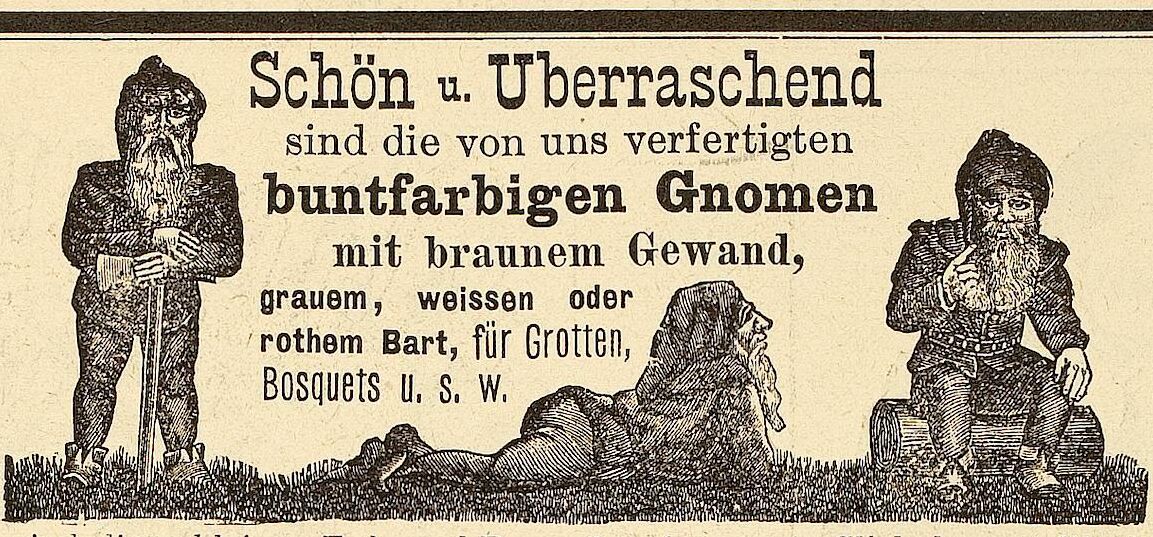 Schön u. Uberraschend
sind die von uns verfertigten
buntfarbigen Gnomen
mit braunem Gewand,
grauem, weissen oder
rothem Bart, für Grotten,
Bosquets u. s. w.